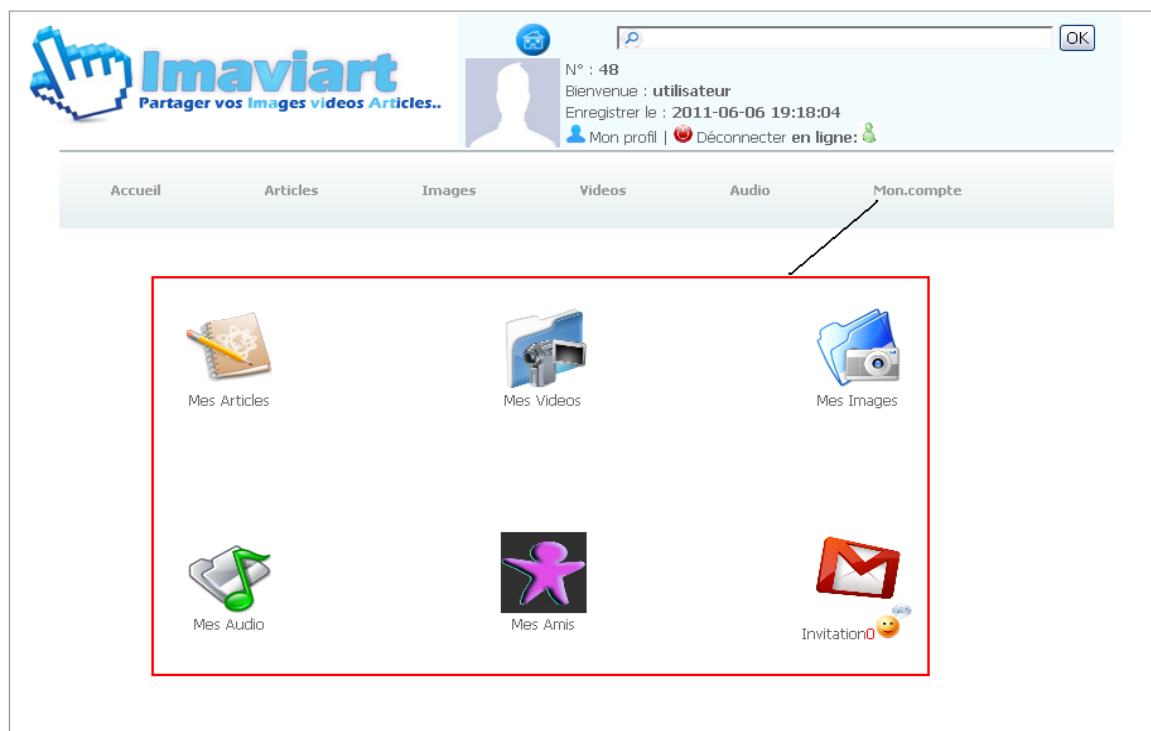 Imaviart
Partager vos Images videos Articles..
OK
N° : 48
Bienvenue : utilisateur
Enregistrer le : 2011-06-06 19:18:04
Mon profil | Déconnecter en ligne:
Accueil Articles Images Videos Audio Mon.compte
Mes Articles Mes Videos Mes Images
Mes Audio Mes Amis
Invitation0